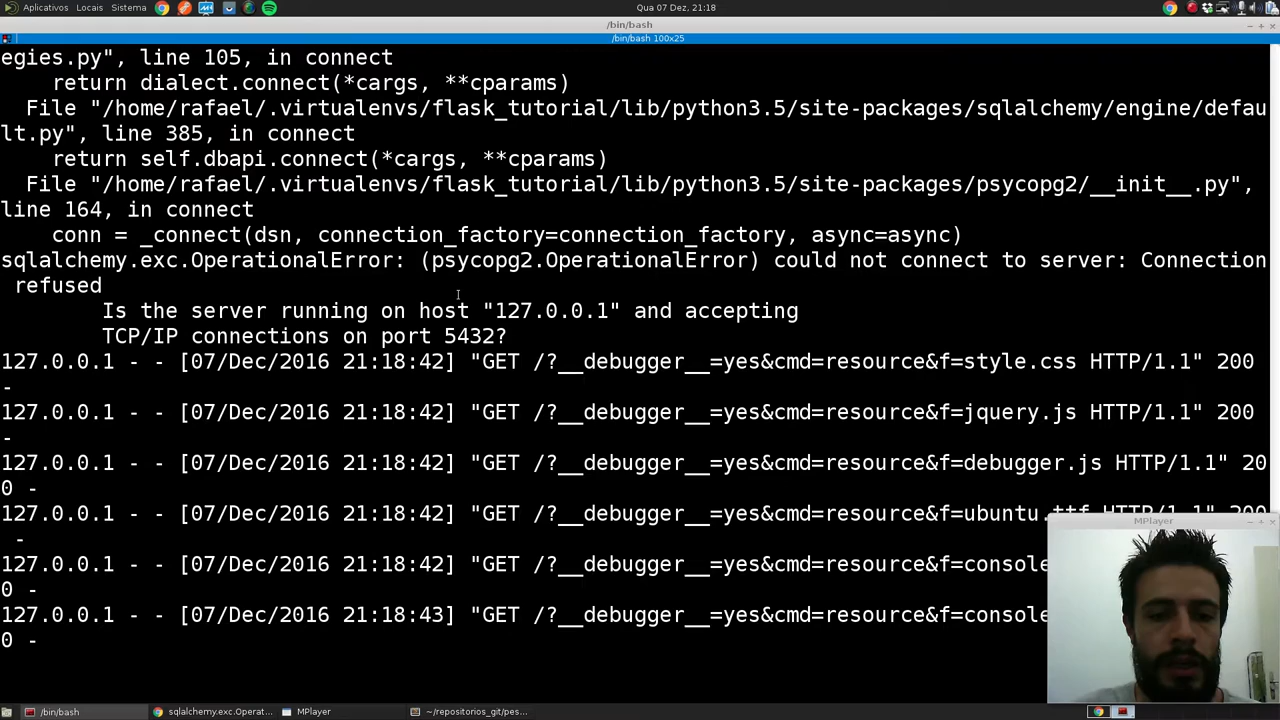 Aplicativos Locais Sistema Qua 07 Dez, 21:18
/bin/bash
/bin/bash 100x25
egies.py", line 105, in connect
    return dialect.connect(*cargs, **cparams)
  File "/home/rafael/.virtualenvs/flask_tutorial/lib/python3.5/site-packages/sqlalchemy/engine/defau
lt.py", line 385, in connect
    return self.dbapi.connect(*cargs, **cparams)
  File "/home/rafael/.virtualenvs/flask_tutorial/lib/python3.5/site-packages/psycopg2/__init__.py",
line 164, in connect
    conn = _connect(dsn, connection_factory=connection_factory, async=async)
sqlalchemy.exc.OperationalError: (psycopg2.OperationalError) could not connect to server: Connection
 refused
        Is the server running on host "127.0.0.1" and accepting
        TCP/IP connections on port 5432?
127.0.0.1 - - [07/Dec/2016 21:18:42] "GET /?__debugger__=yes&cmd=resource&f=style.css HTTP/1.1" 200
-
127.0.0.1 - - [07/Dec/2016 21:18:42] "GET /?__debugger__=yes&cmd=resource&f=jquery.js HTTP/1.1" 200
-
127.0.0.1 - - [07/Dec/2016 21:18:42] "GET /?__debugger__=yes&cmd=resource&f=debugger.js HTTP/1.1" 20
0 -
127.0.0.1 - - [07/Dec/2016 21:18:42] "GET /?__debugger__=yes&cmd=resource&f=ubuntu.ttf HTTP/1.1" 200
 -
MPlayer
127.0.0.1 - - [07/Dec/2016 21:18:42] "GET /?__debugger__=yes&cmd=resource&f=console
0 -
127.0.0.1 - - [07/Dec/2016 21:18:43] "GET /?__debugger__=yes&cmd=resource&f=console
0 -
/bin/bash sqlalchemy.exc.Operat... MPlayer ~/repositorios_git/pes...